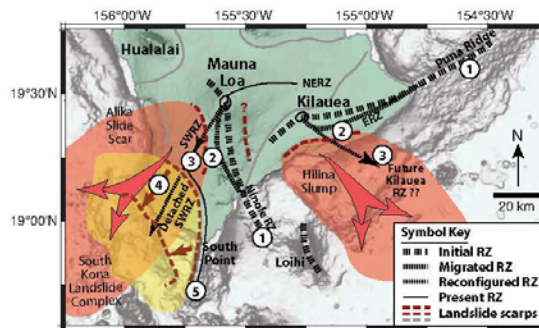 156°00'W
155°30'W
155°00'W
154°30'W
Hualalai
Mauna
Loa
NERZ
Kilauea
Puna Ridge
1
19°30'N
?
Alika
Slide
Scar
SWRZ
3
2
2
ERZ
3
Future
Kilauea
RZ ??
N
4
Detached
SWRZ
Ninole RZ
Hilina
Slump
20 km
19°00'N
1
South
Kona
Landslide
Complex
South
Point
5
Loihi
Symbol Key
Initial RZ
Migrated RZ
Reconfigured RZ
Present RZ
Landslide scarps